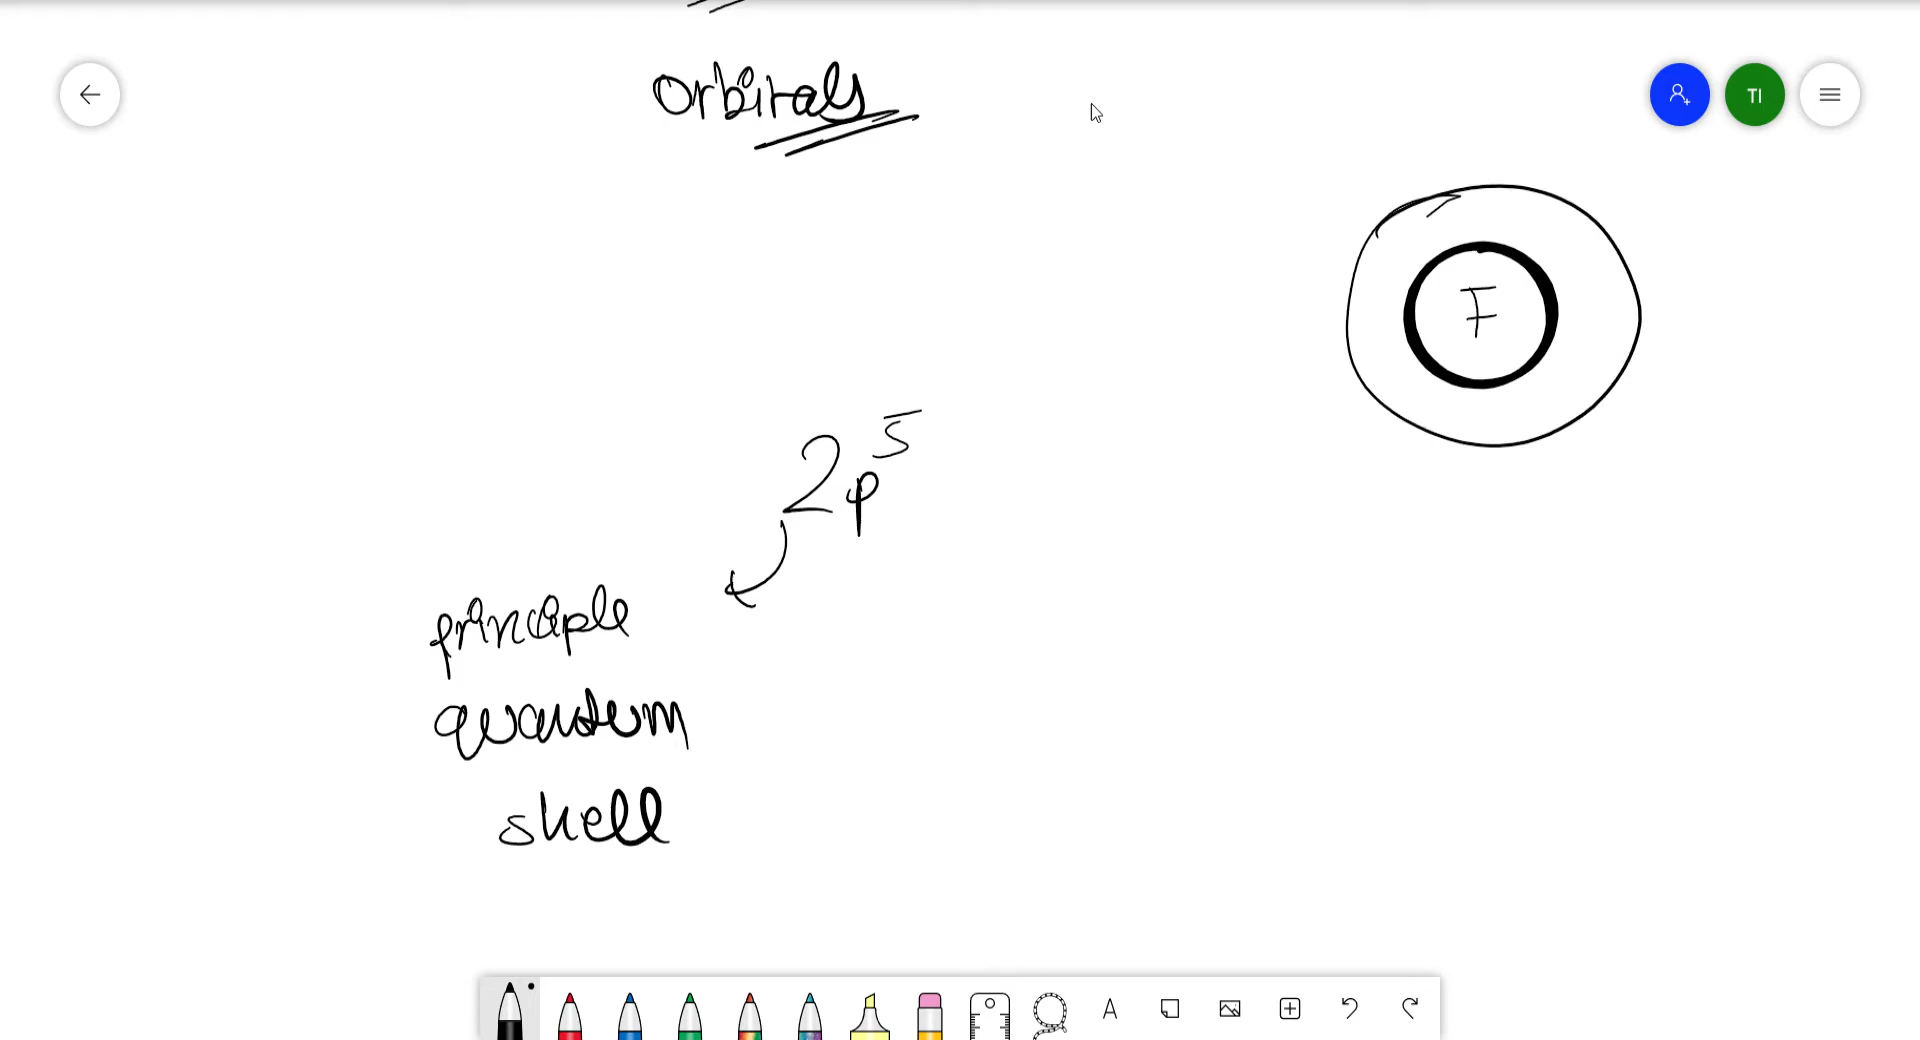 Orbitals
TI
F
2p⁵
principle
quantum
shell
A